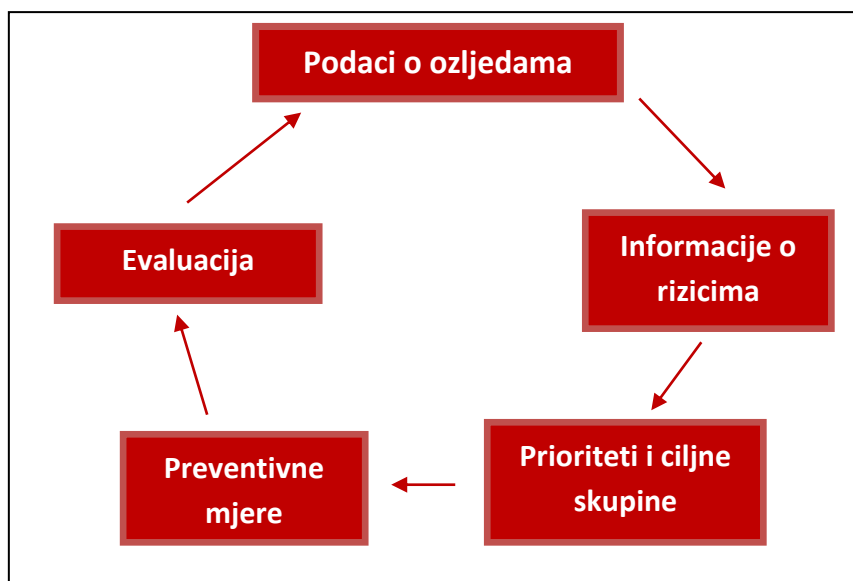 Podaci o ozljedama
Informacije o
rizicima
Prioriteti i ciljne
skupine
Preventivne
mjere
Evaluacija